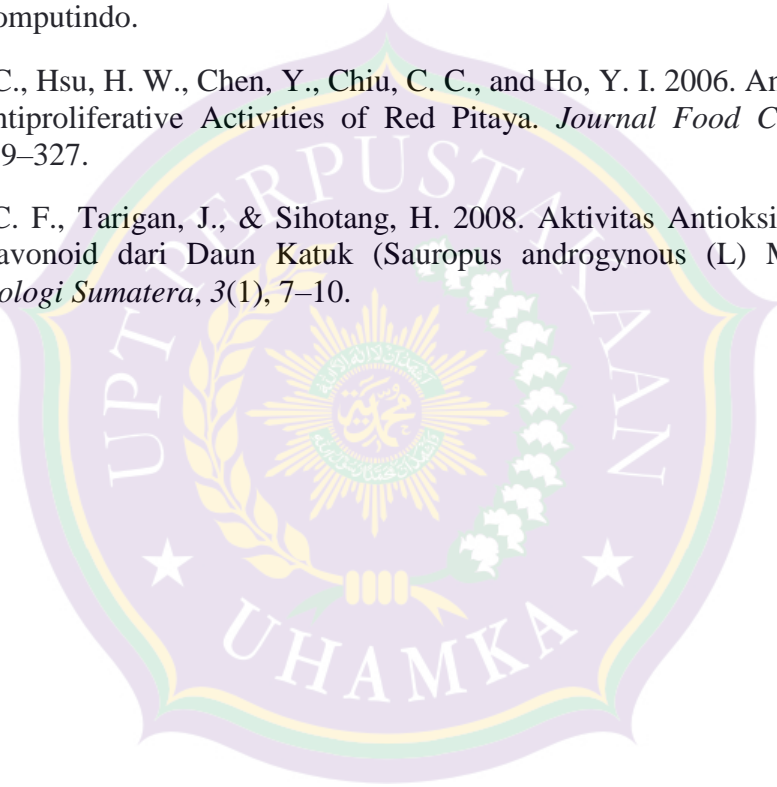 omputindo.
C., Hsu, H. W., Chen, Y., Chiu, C. C., and Ho, Y. I. 2006. An
ntiproliferative Activities of Red Pitaya. Journal Food C
9–327.
C. F., Tarigan, J., & Sihotang, H. 2008. Aktivitas Antioksi
avonoid dari Daun Katuk (Sauropus androgynous (L) M
ologi Sumatera, 3(1), 7–10.
UPT PERPUSTAKAAN
محمدية
UHAMKA